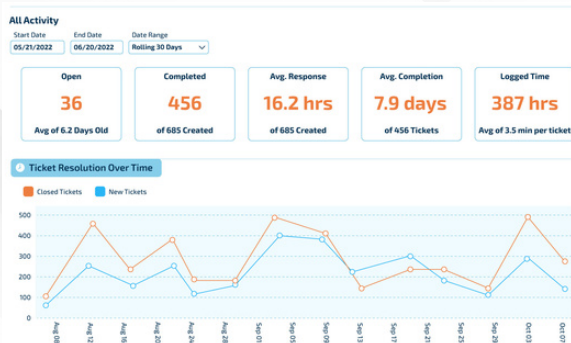 All Activity
Start Date End Date Date Range
05/21/2022 06/20/2022 Rolling 30 Days
Open Completed Avg. Response Avg. Completion Logged Time
36 456 16.2 hrs 7.9 days 387 hrs
Avg of 6.2 Days Old of 685 Created of 685 Created of 456 Tickets Avg of 3.5 min per ticket
Ticket Resolution Over Time
Closed Tickets New Tickets
500
400
300
200
100
0
Aug 08 Aug 12 Aug 16 Aug 20 Aug 24 Aug 28 Sep 01 Sep 05 Sep 09 Sep 13 Sep 17 Sep 21 Sep 25 Sep 29 Oct 03 Oct 07